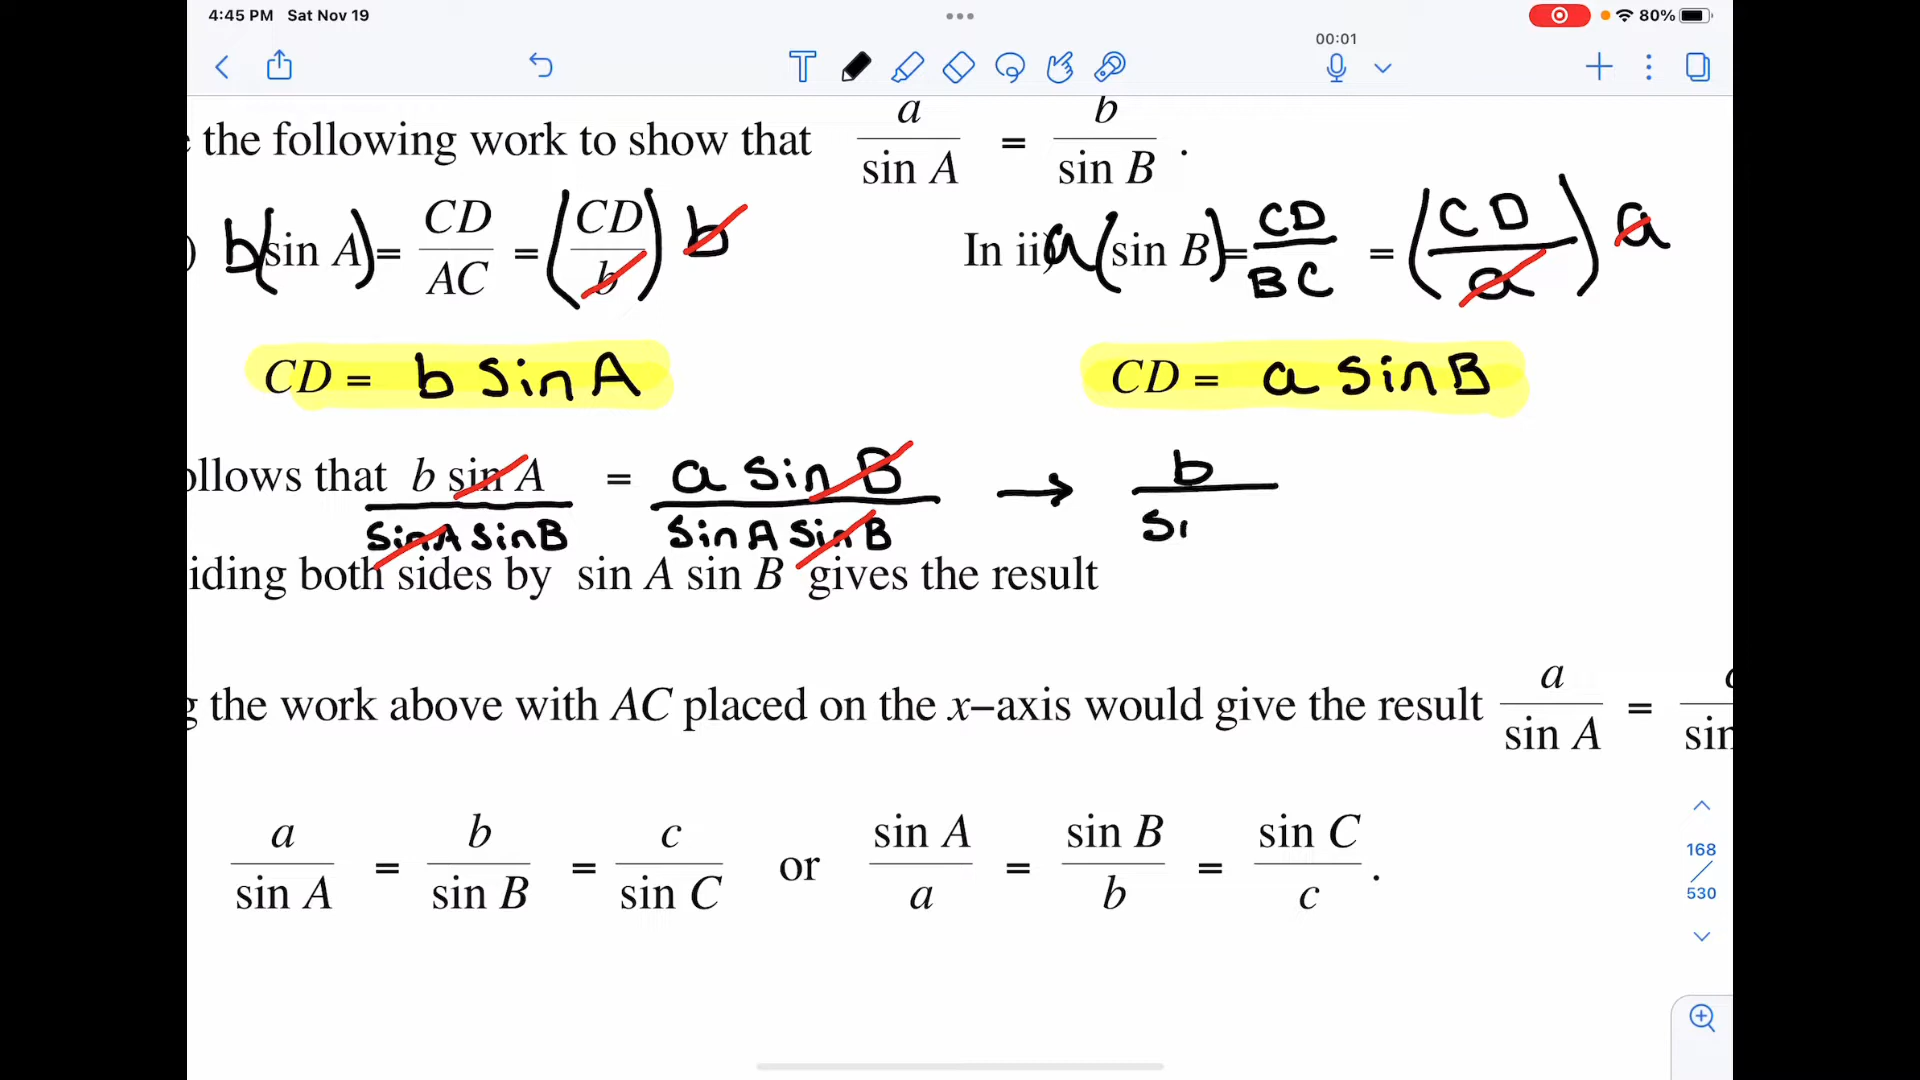 4:45 PM Sat Nov 19
80%
00:01
the following work to show that a/sin A = b/sin B .
) b(sin A) = CD/AC = (CD/b) b
In ii) a(sin B) = CD/BC = (CD/a) a
CD = b sin A
CD = a sin B
ollows that b sin A / sin A sin B = a sin B / sin A sin B → b / si
iding both sides by sin A sin B gives the result
g the work above with AC placed on the x–axis would give the result a/sin A = /sin
a/sin A = b/sin B = c/sin C or sin A/a = sin B/b = sin C/c .
168/530